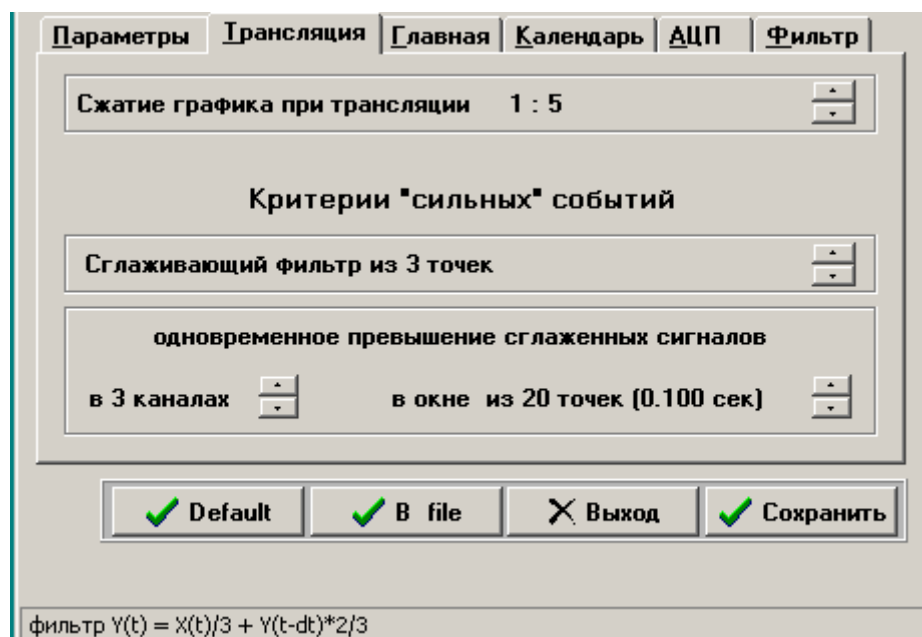 Параметры Трансляция Главная Календарь АЦП Фильтр
Сжатие графика при трансляции 1 : 5
Критерии "сильных" событий
Сглаживающий фильтр из 3 точек
одновременное превышение сглаженных сигналов
в 3 каналах в окне из 20 точек (0.100 сек)
Default В file Выход Сохранить
фильтр Y(t) = X(t)/3 + Y(t-dt)*2/3